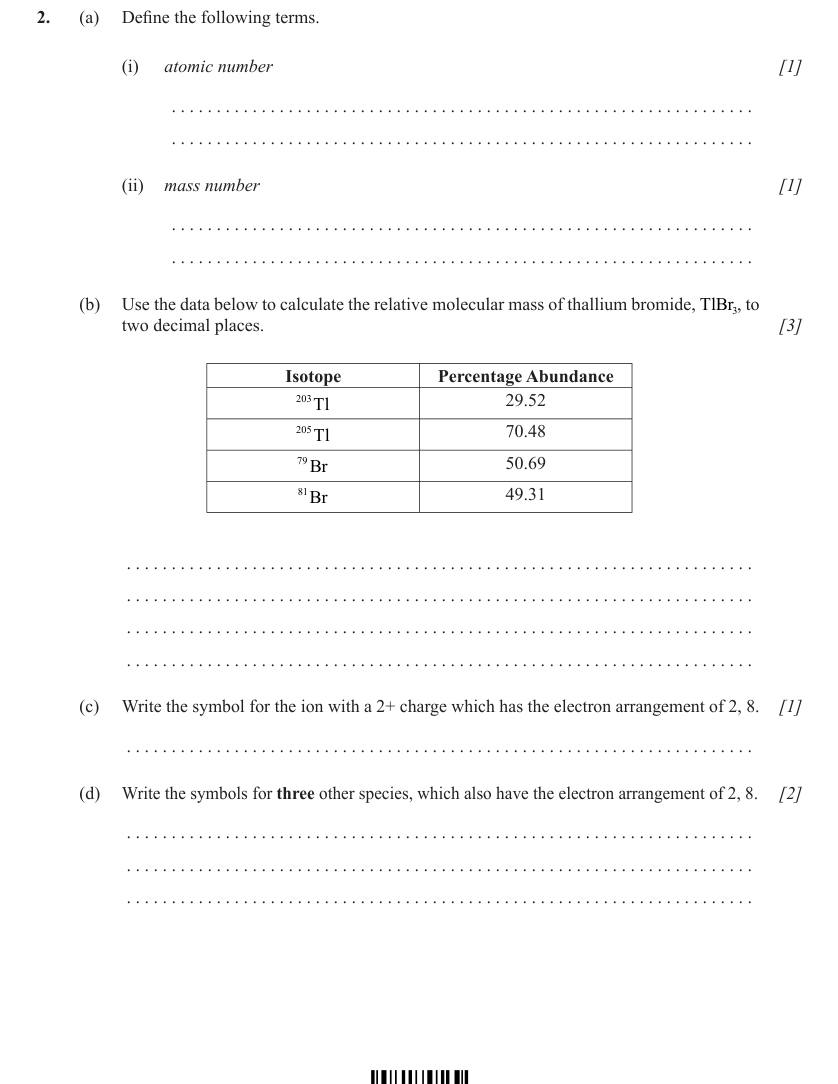 2. (a) Define the following terms.
(i) atomic number [1]
. . . . . . . . . . . . . . . . . . . . . . . . . . . . . . . . . . . . . . . . . . . . . . . . . . . . . . . . . . . . . . . . .
. . . . . . . . . . . . . . . . . . . . . . . . . . . . . . . . . . . . . . . . . . . . . . . . . . . . . . . . . . . . . . . . .
(ii) mass number [1]
. . . . . . . . . . . . . . . . . . . . . . . . . . . . . . . . . . . . . . . . . . . . . . . . . . . . . . . . . . . . . . . . .
. . . . . . . . . . . . . . . . . . . . . . . . . . . . . . . . . . . . . . . . . . . . . . . . . . . . . . . . . . . . . . . . .
(b) Use the data below to calculate the relative molecular mass of thallium bromide, TlBr₃, to
two decimal places. [3]
Isotope Percentage Abundance
²⁰³Tl 29.52
²⁰⁵Tl 70.48
⁷⁹Br 50.69
⁸¹Br 49.31
. . . . . . . . . . . . . . . . . . . . . . . . . . . . . . . . . . . . . . . . . . . . . . . . . . . . . . . . . . . . . . . . . . . . . .
. . . . . . . . . . . . . . . . . . . . . . . . . . . . . . . . . . . . . . . . . . . . . . . . . . . . . . . . . . . . . . . . . . . . . .
. . . . . . . . . . . . . . . . . . . . . . . . . . . . . . . . . . . . . . . . . . . . . . . . . . . . . . . . . . . . . . . . . . . . . .
. . . . . . . . . . . . . . . . . . . . . . . . . . . . . . . . . . . . . . . . . . . . . . . . . . . . . . . . . . . . . . . . . . . . . .
(c) Write the symbol for the ion with a 2+ charge which has the electron arrangement of 2, 8. [1]
. . . . . . . . . . . . . . . . . . . . . . . . . . . . . . . . . . . . . . . . . . . . . . . . . . . . . . . . . . . . . . . . . . . . . .
(d) Write the symbols for three other species, which also have the electron arrangement of 2, 8. [2]
. . . . . . . . . . . . . . . . . . . . . . . . . . . . . . . . . . . . . . . . . . . . . . . . . . . . . . . . . . . . . . . . . . . . . .
. . . . . . . . . . . . . . . . . . . . . . . . . . . . . . . . . . . . . . . . . . . . . . . . . . . . . . . . . . . . . . . . . . . . . .
. . . . . . . . . . . . . . . . . . . . . . . . . . . . . . . . . . . . . . . . . . . . . . . . . . . . . . . . . . . . . . . . . . . . . .